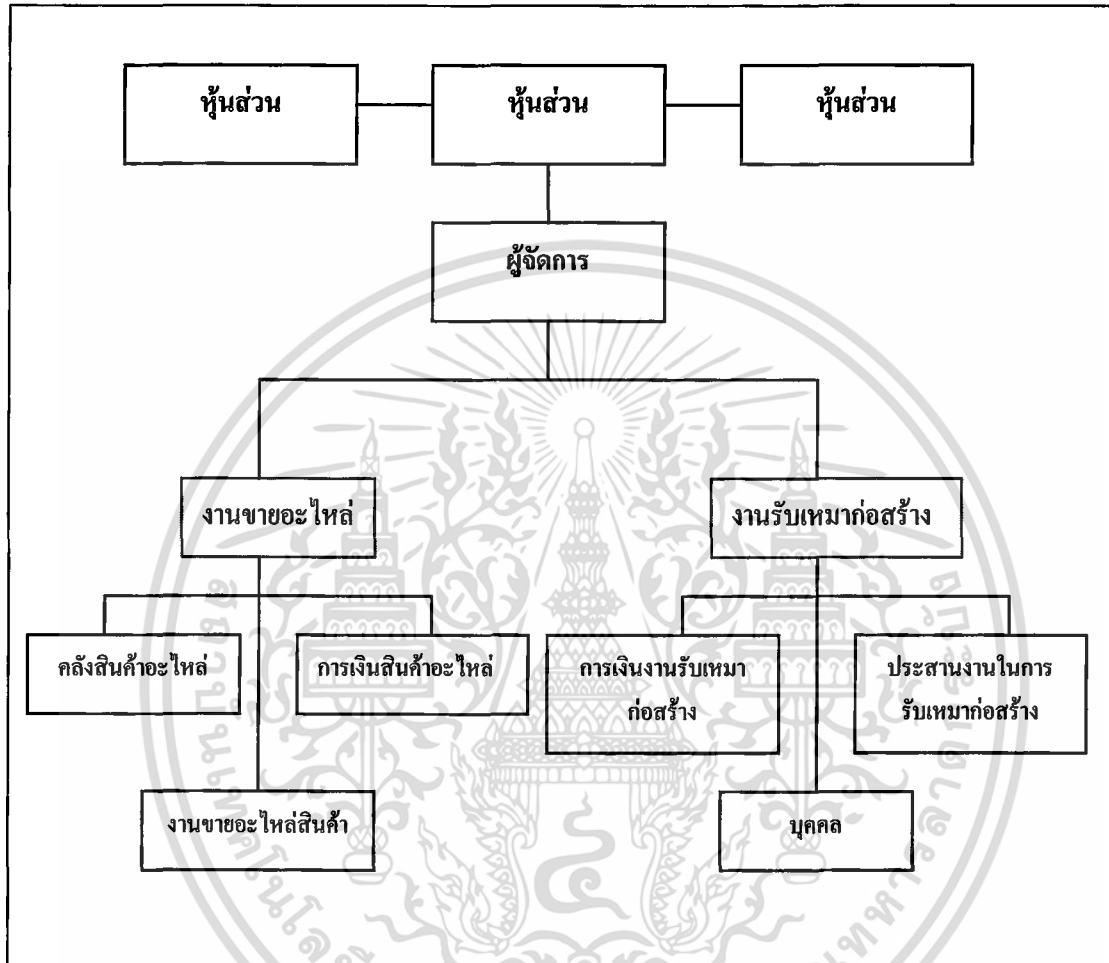 หุ้นส่วน หุ้นส่วน หุ้นส่วน
ผู้จัดการ
งานขายอะไหล่ งานรับเหมาก่อสร้าง
คลังสินค้าอะไหล่ การเงินสินค้าอะไหล่ การเงินงานรับเหมา ประสานงานในการ
ก่อสร้าง รับเหมาก่อสร้าง
งานขายอะไหล่สินค้า บุคคล